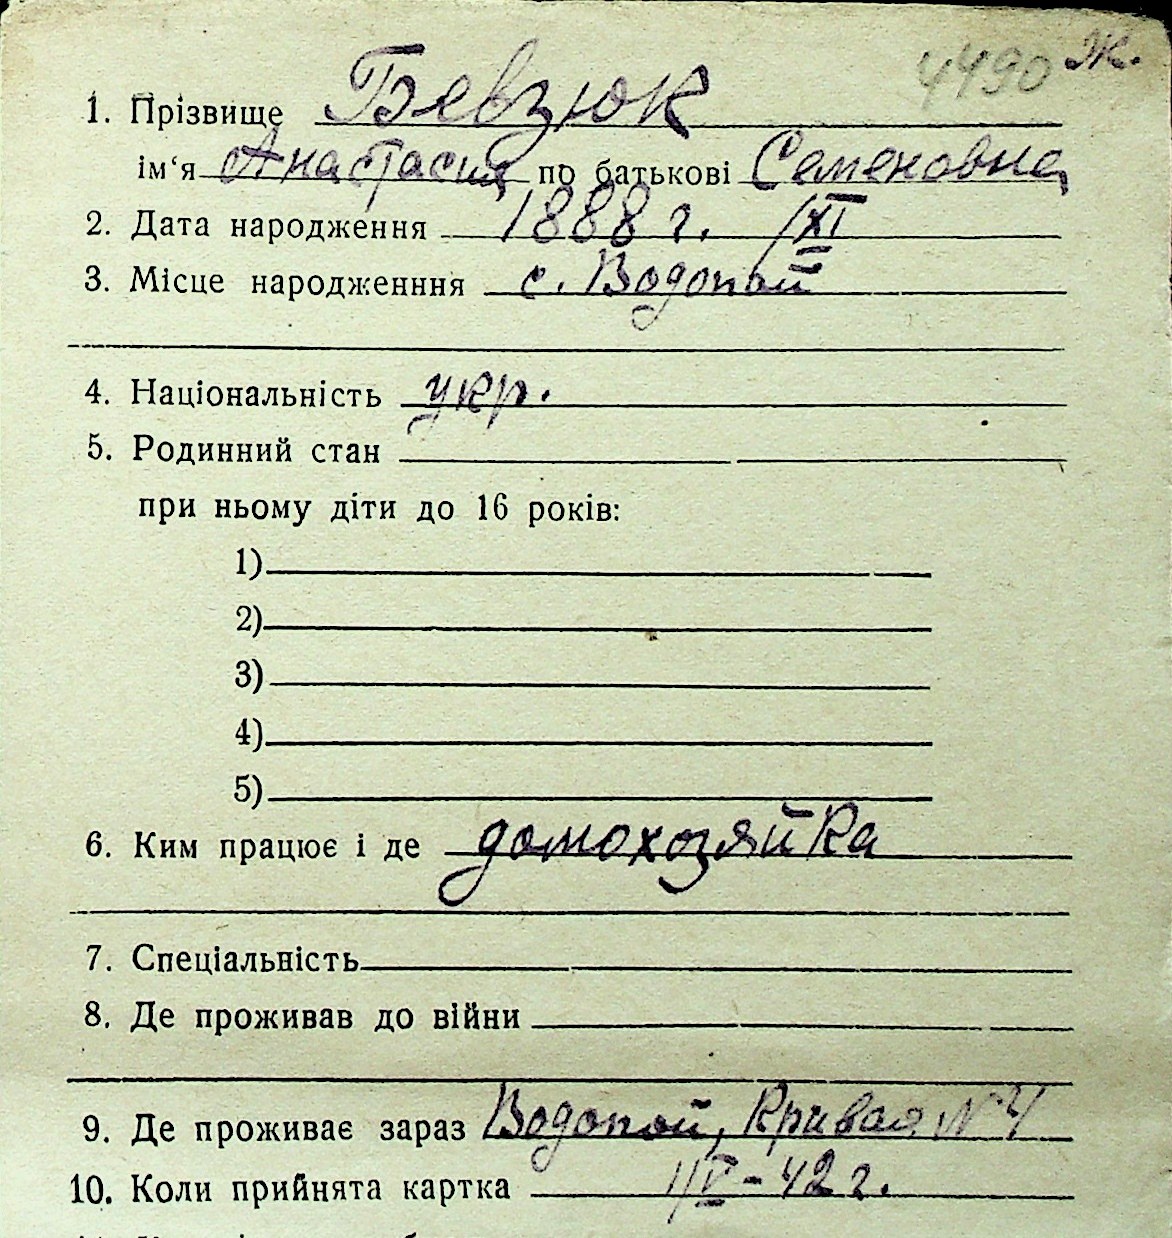 4490 Ж.
1. Прізвище Бевзюк
ім‘я Анастасия по батькові Семеновна
2. Дата народження 1888 г. /XI
3. Місце народженння с. Водопой
4. Національність укр.
5. Родинний стан
при ньому діти до 16 років:
1)
2)
3)
4)
5)
6. Ким працює і де домохозяйка
7. Спеціальність
8. Де проживав до війни
9. Де проживає зараз Водопой, Кривая №4
10. Коли прийнята картка 1/V-42 г.